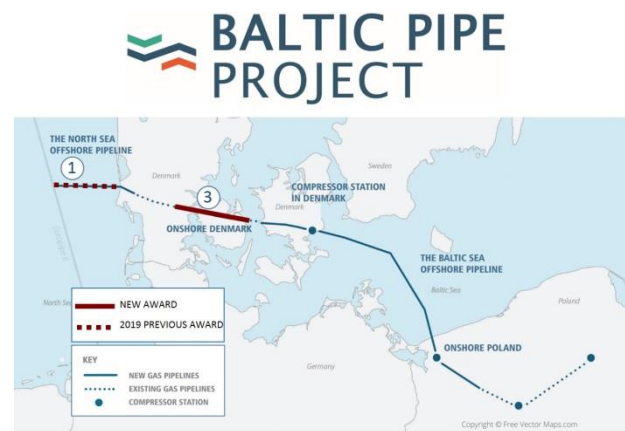 BALTIC PIPE
PROJECT
THE NORTH SEA
OFFSHORE PIPELINE
1
Denmark
3
Sweden
COMPRESSOR STATION
IN DENMARK
Denmark
ONSHORE DENMARK
THE BALTIC SEA
OFFSHORE PIPELINE
Baltic Sea
North Se
NEW AWARD
2019 PREVIOUS AWARD
Poland
ONSHORE POLAND
KEY
NEW GAS PIPELINES
EXISTING GAS PIPELINES
COMPRESSOR STATION
Germany
Copyright © Free Vector Maps.com